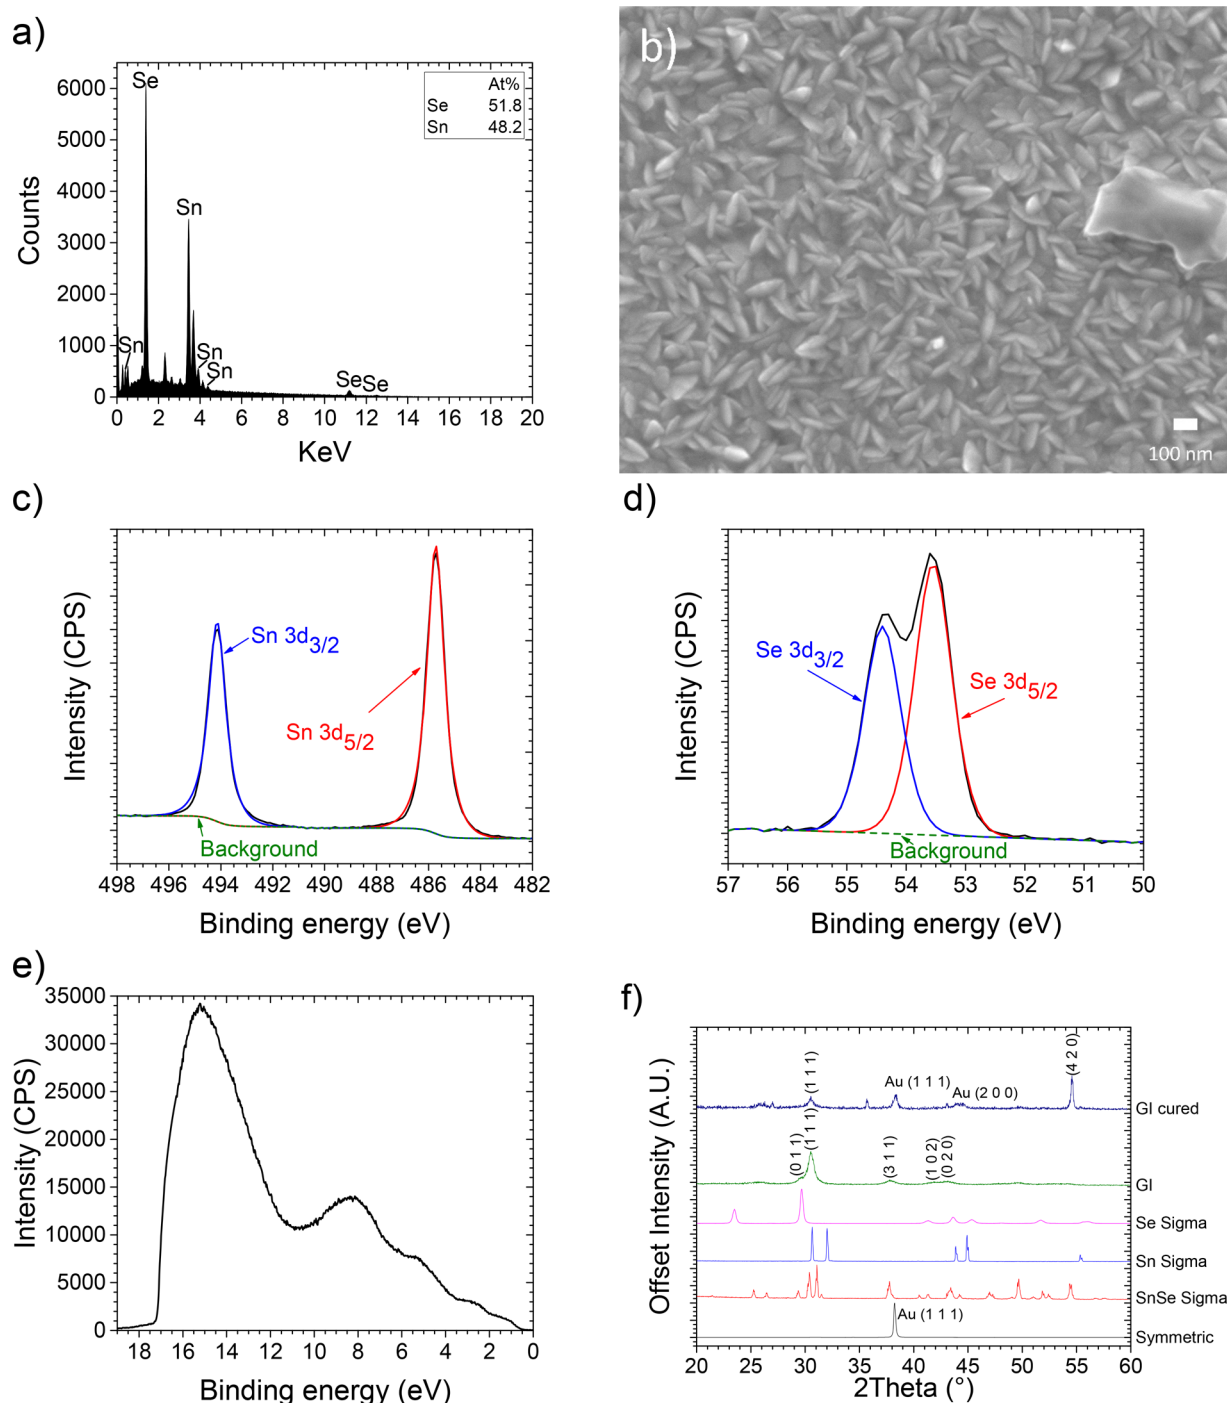 a)
Se
At%
Se 51.8
Sn 48.2
Sn
Sn
Sn
Sn
Se
Se
6000
5000
4000
3000
2000
1000
0
Counts
0 2 4 6 8 10 12 14 16 18 20
KeV
b)
100 nm
c)
Sn 3d3/2
Sn 3d5/2
Background
Intensity (CPS)
498 496 494 492 490 488 486 484 482
Binding energy (eV)
d)
Se 3d3/2
Se 3d5/2
Background
Intensity (CPS)
57 56 55 54 53 52 51 50
Binding energy (eV)
e)
35000
30000
25000
20000
15000
10000
5000
0
Intensity (CPS)
18 16 14 12 10 8 6 4 2 0
Binding energy (eV)
f)
(1 1 1)
Au (1 1 1)
Au (2 0 0)
(4 2 0)
GI cured
(0 1 1)
(1 1 1)
(3 1 1)
(1 0 2)
(0 2 0)
GI
Se Sigma
Sn Sigma
SnSe Sigma
Au (1 1 1)
Symmetric
Offset Intensity (A.U.)
20 25 30 35 40 45 50 55 60
2Theta (°)